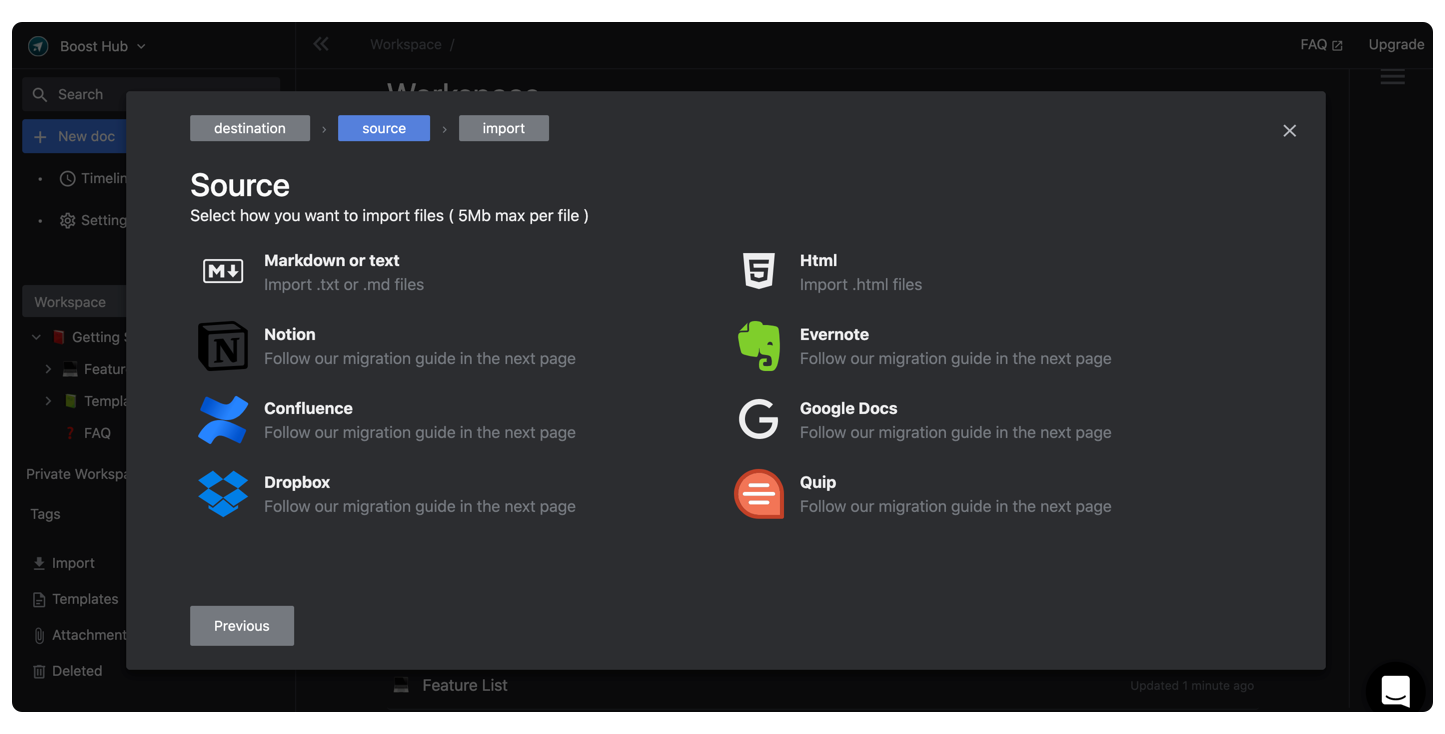 Boost Hub
Workspace /
FAQ
Upgrade
Search
Workspace
New doc
Timelin
Setting
Workspace
Getting S
Featur
Templa
FAQ
Private Workspa
Tags
Import
Templates
Attachment
Deleted
destination › source › import
Source
Select how you want to import files ( 5Mb max per file )
Markdown or text
Import .txt or .md files
Html
Import .html files
Notion
Follow our migration guide in the next page
Evernote
Follow our migration guide in the next page
Confluence
Follow our migration guide in the next page
Google Docs
Follow our migration guide in the next page
Dropbox
Follow our migration guide in the next page
Quip
Follow our migration guide in the next page
Previous
Feature List
Updated 1 minute ago